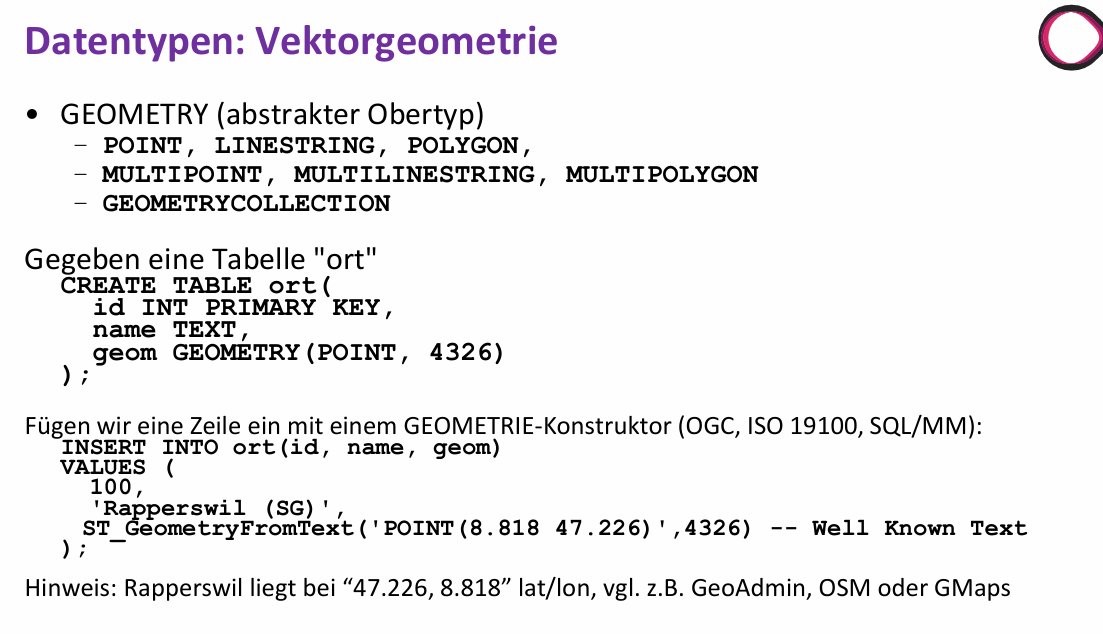 Datentypen: Vektorgeometrie
• GEOMETRY (abstrakter Obertyp)
– POINT, LINESTRING, POLYGON,
– MULTIPOINT, MULTILINESTRING, MULTIPOLYGON
– GEOMETRYCOLLECTION
Gegeben eine Tabelle "ort"
CREATE TABLE ort(
id INT PRIMARY KEY,
name TEXT,
geom GEOMETRY(POINT, 4326)
);
Fügen wir eine Zeile ein mit einem GEOMETRIE-Konstruktor (OGC, ISO 19100, SQL/MM):
INSERT INTO ort(id, name, geom)
VALUES (
100,
'Rapperswil (SG)',
ST_GeometryFromText('POINT(8.818 47.226)',4326) -- Well Known Text
);
Hinweis: Rapperswil liegt bei “47.226, 8.818” lat/lon, vgl. z.B. GeoAdmin, OSM oder GMaps